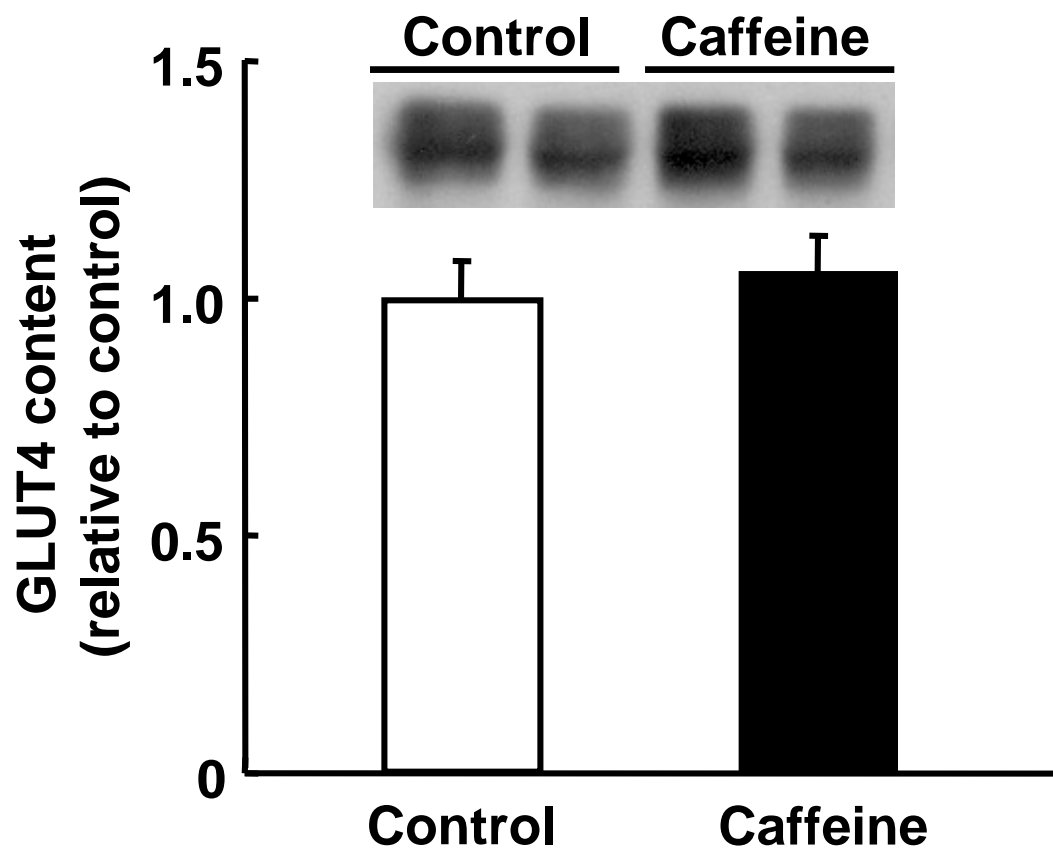 Control Caffeine
1.5
1.0
0.5
0
GLUT4 content
(relative to control)
Control Caffeine